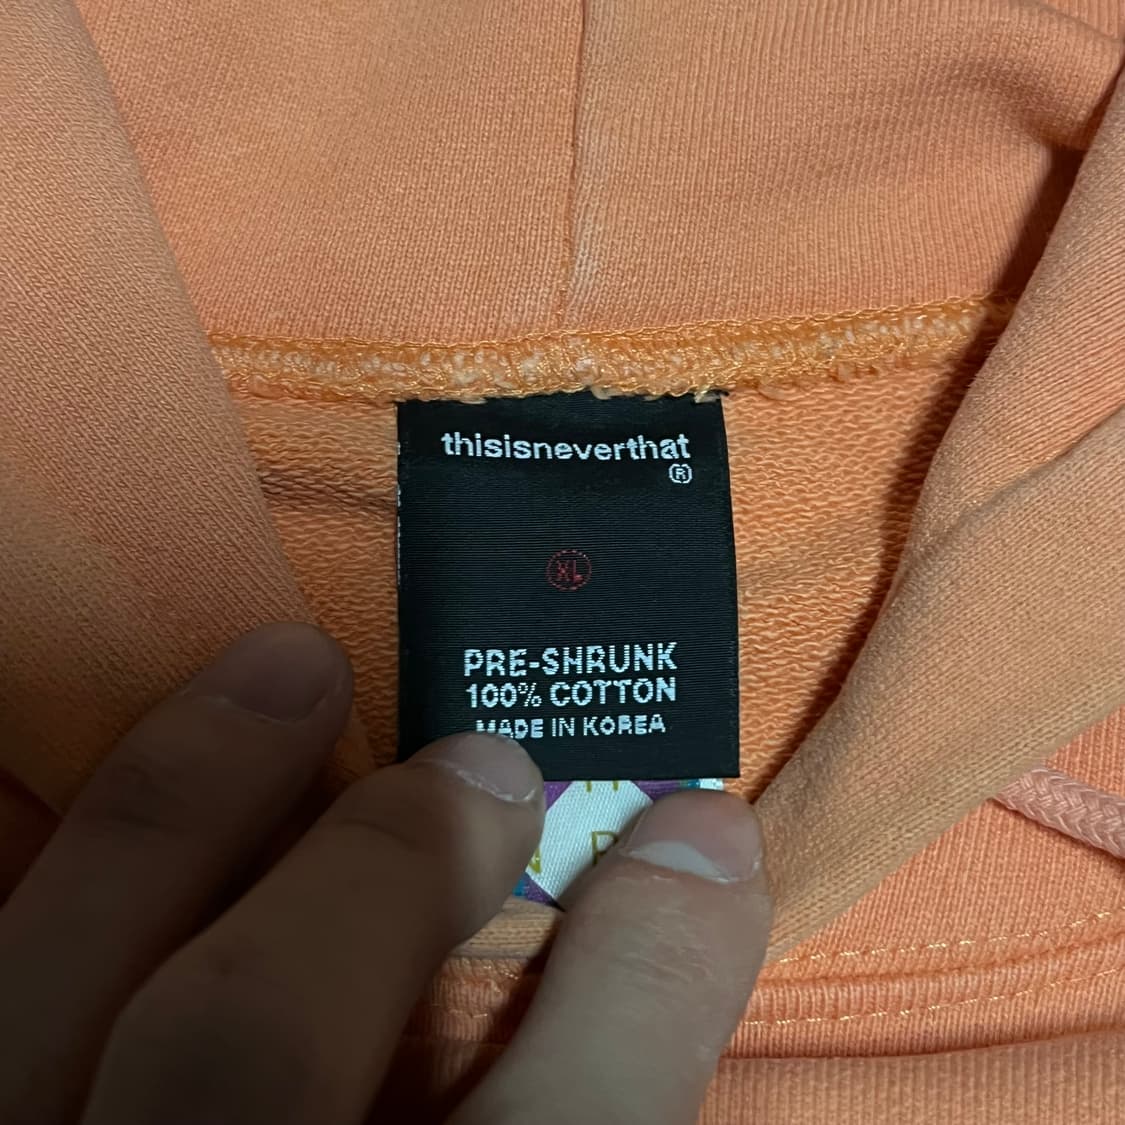 thisisneverthat
®
XL
PRE-SHRUNK
100% COTTON
MADE IN KOREA